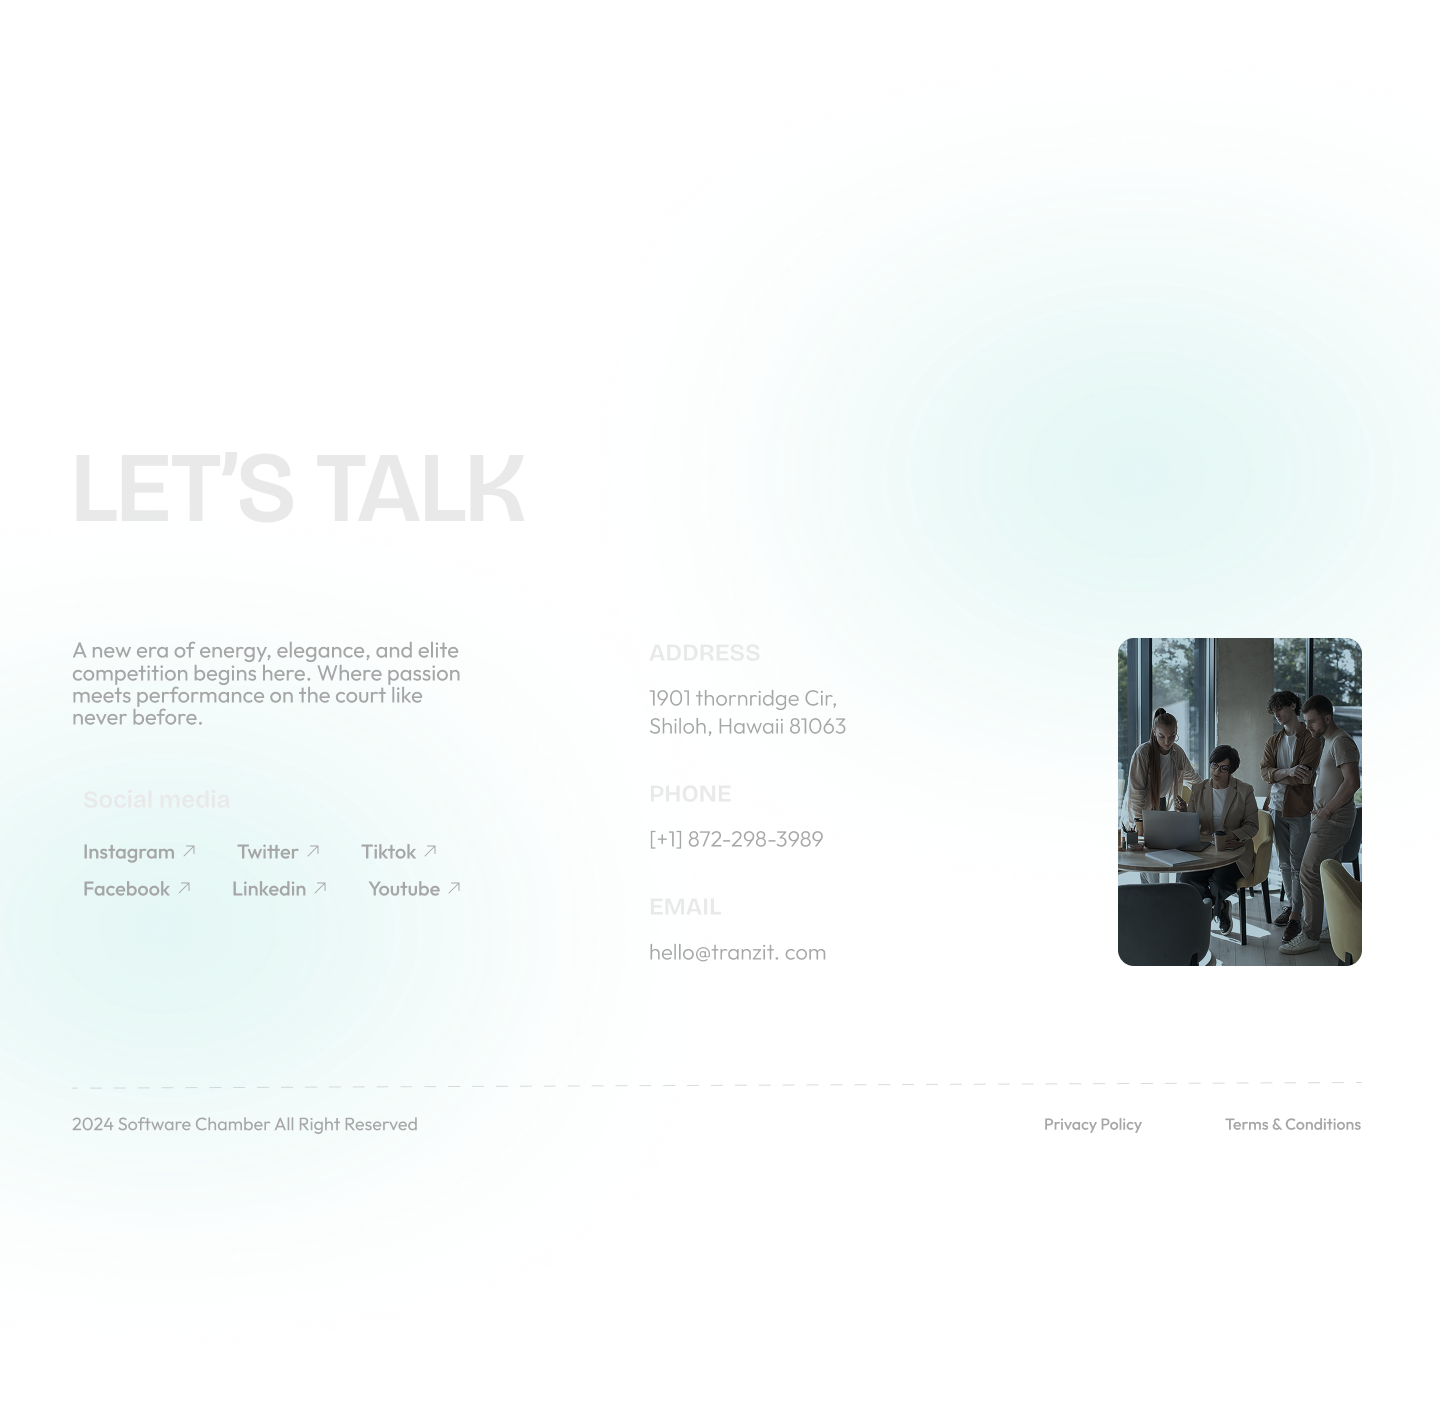 LET’S TALK
A new era of energy, elegance, and elite
competition begins here. Where passion
meets performance on the court like
never before.
Social media
Instagram
Twitter
Tiktok
Facebook
Linkedin
Youtube
ADDRESS
1901 thornridge Cir,
Shiloh, Hawaii 81063
PHONE
[+1] 872-298-3989
EMAIL
hello@tranzit. com
2024 Software Chamber All Right Reserved
Privacy Policy
Terms & Conditions